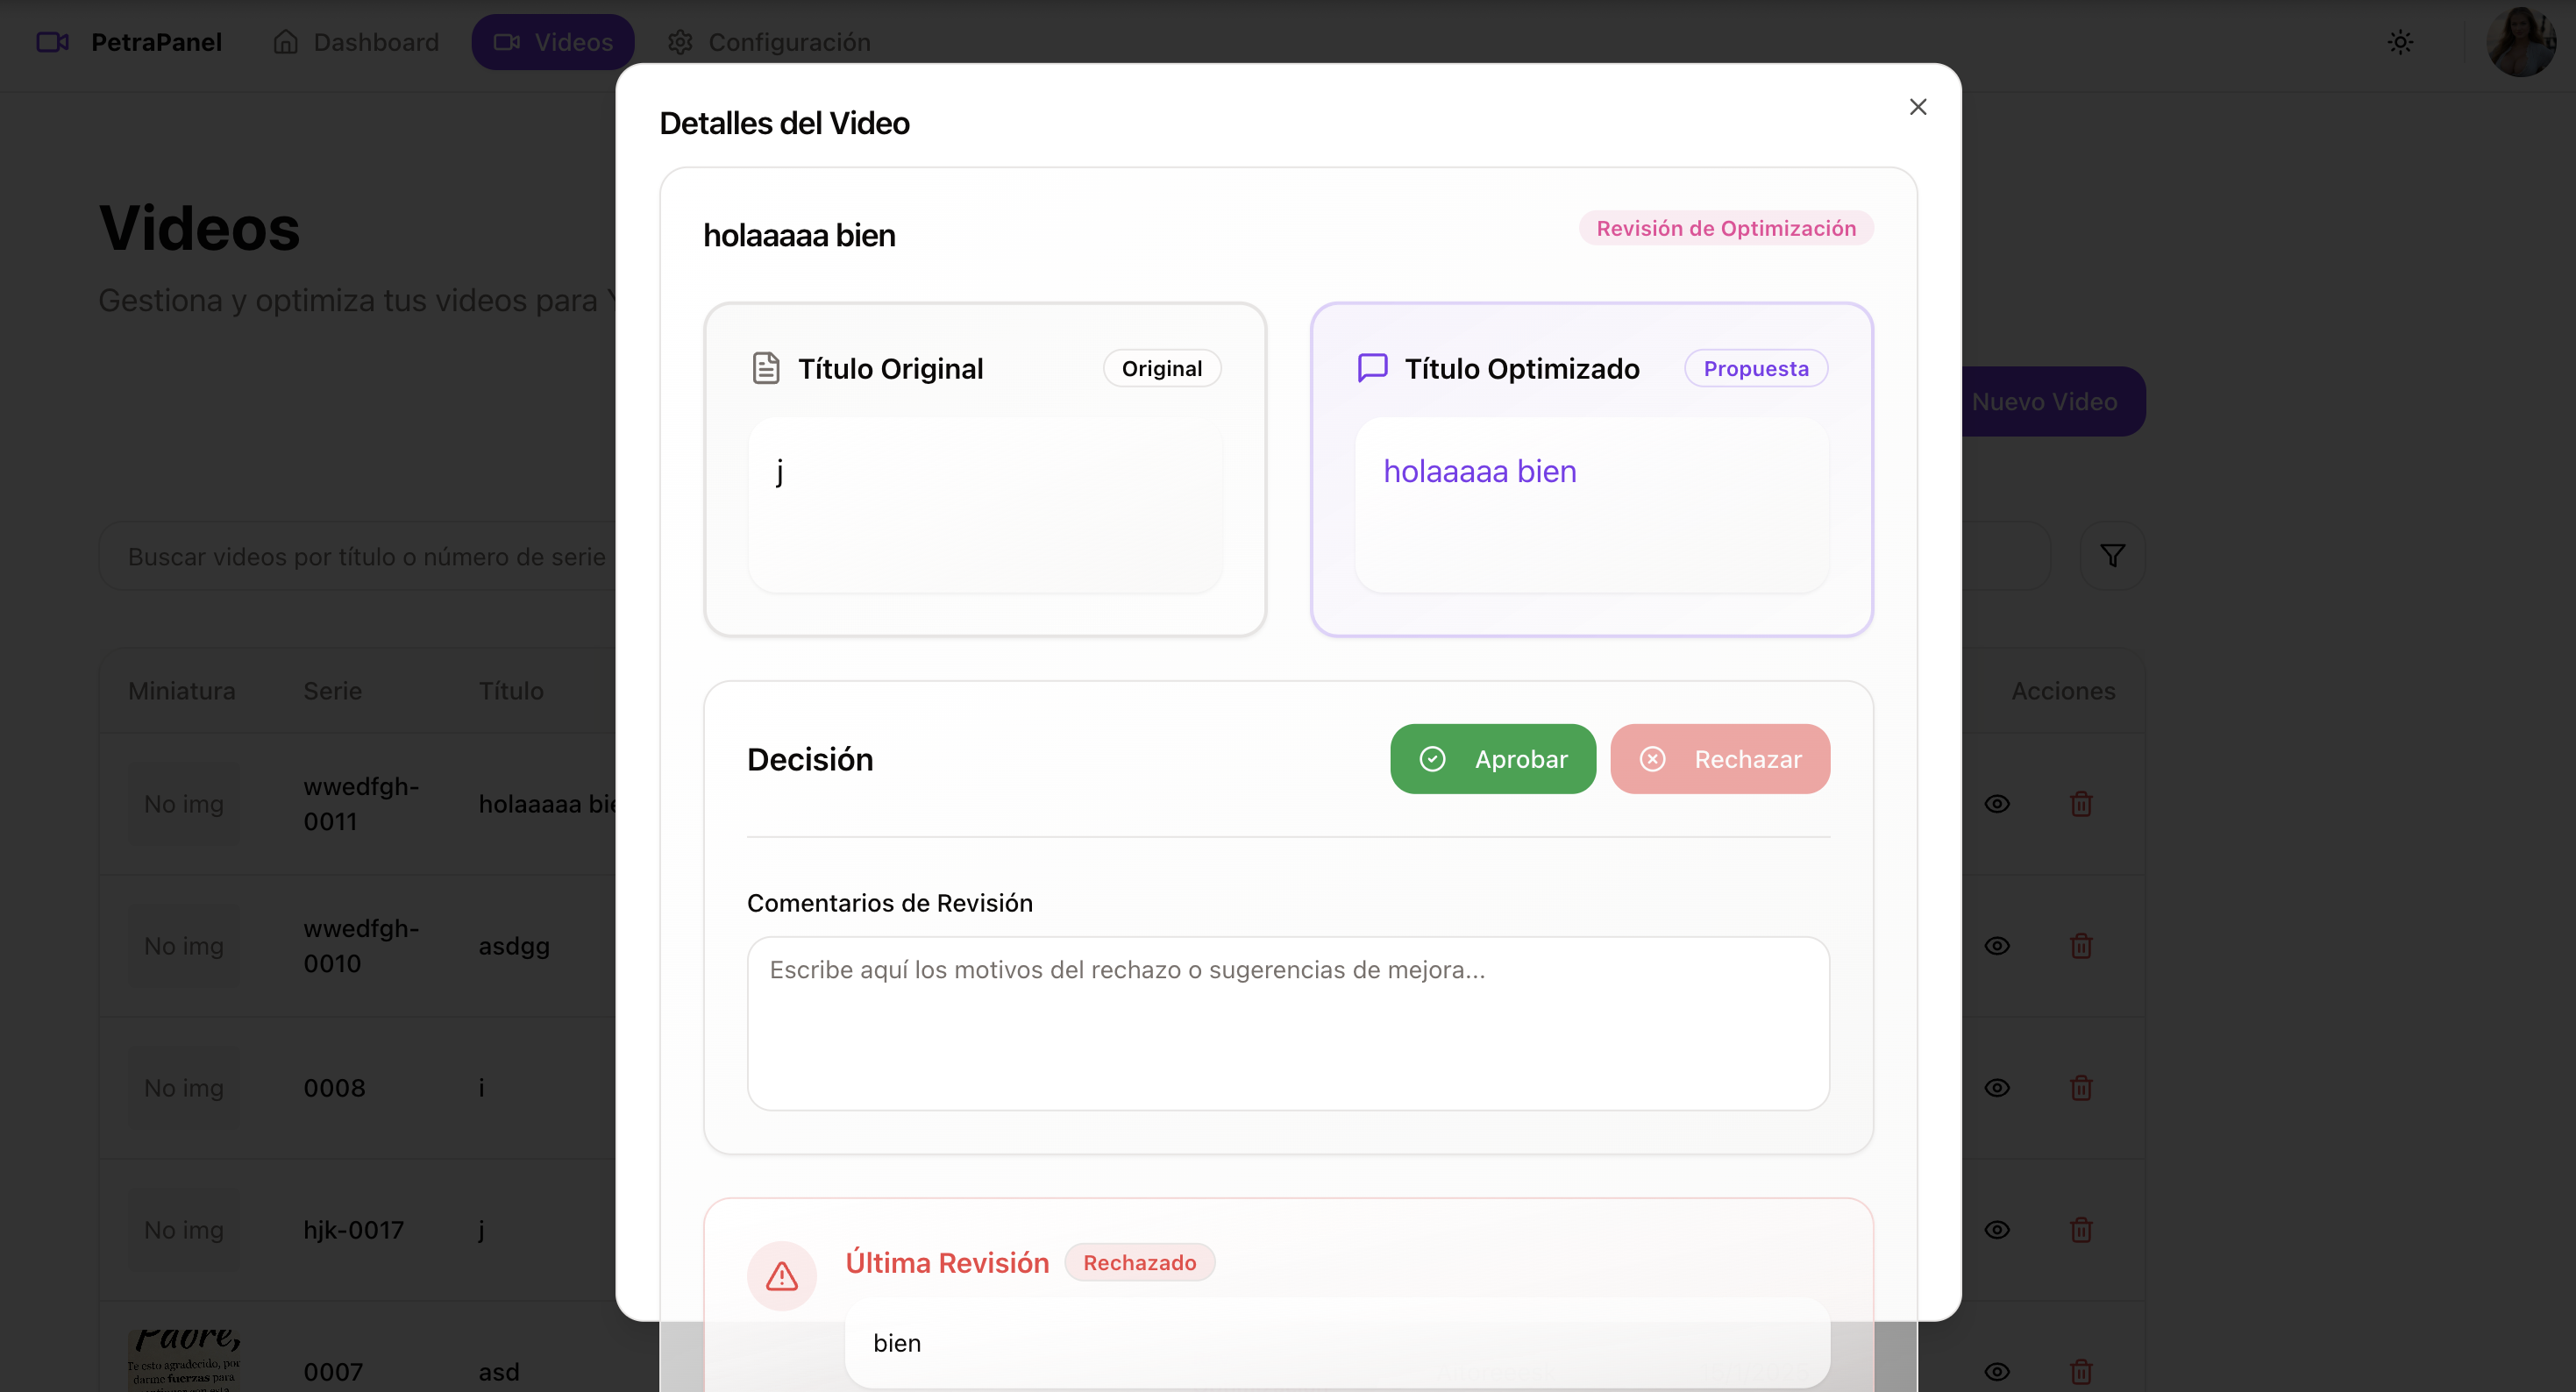 PetraPanel
Dashboard
Videos
Configuración
Videos
Gestiona y optimiza tus videos para
Nuevo Video
Buscar videos por título o número de serie
Miniatura
Serie
Título
Acciones
No img
wwedfgh-
0011
holaaaaa bie
No img
wwedfgh-
0010
asdgg
No img
0008
i
No img
hjk-0017
j
Padre,
Te esto agradecido, por
darme fuerzas para
0007
asd
Detalles del Video
holaaaaa bien
Revisión de Optimización
Título Original
Original
j
Título Optimizado
Propuesta
holaaaaa bien
Decisión
Aprobar
Rechazar
Comentarios de Revisión
Escribe aquí los motivos del rechazo o sugerencias de mejora...
Última Revisión
Rechazado
bien